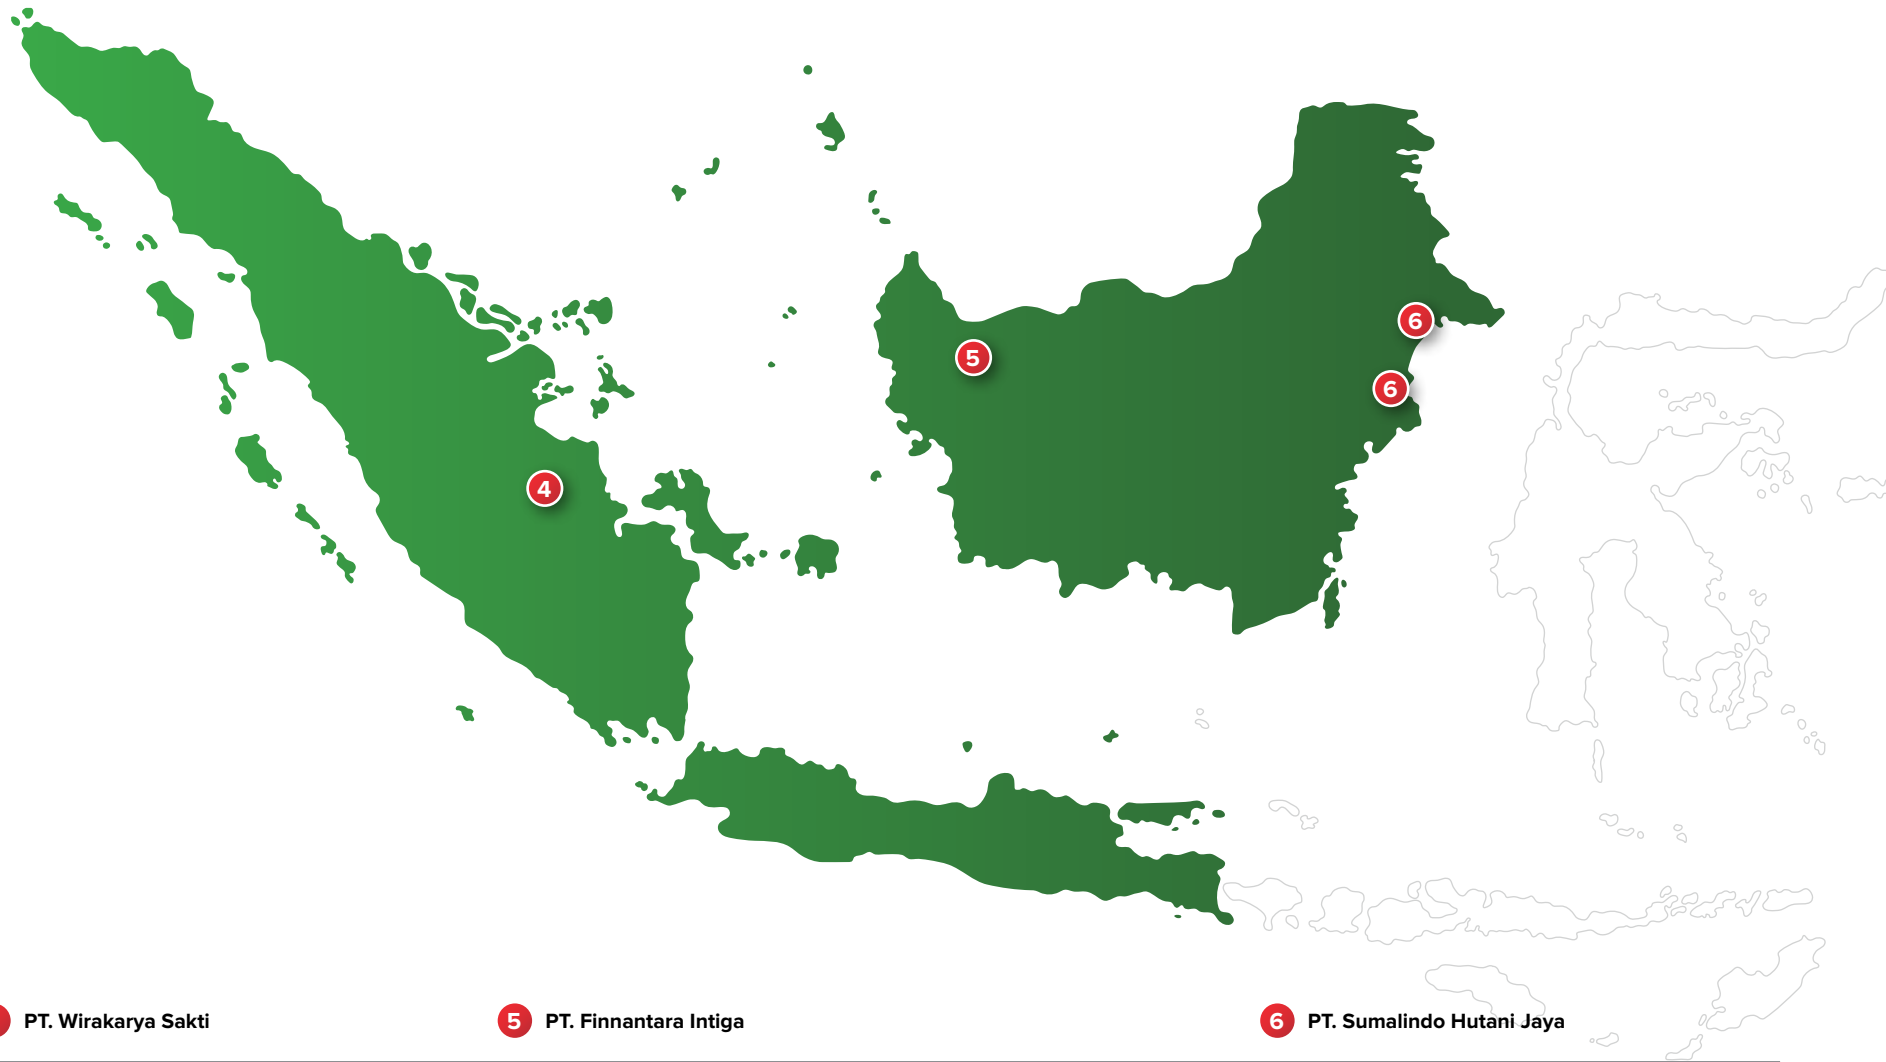 6
5
6
4
PT. Wirakarya Sakti
5 PT. Finnantara Intiga
6 PT. Sumalindo Hutani Jaya